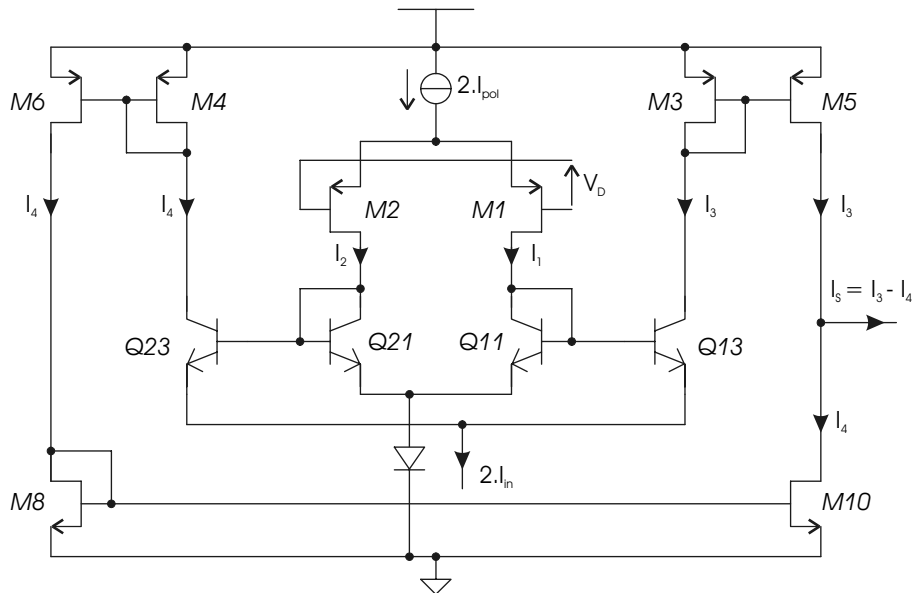 2.I_pol
M6
M4
M3
M5
V_D
M2
M1
I_4
I_4
I_3
I_3
I_2
I_1
I_S = I_3 - I_4
Q23
Q21
Q11
Q13
I_4
2.I_in
M8
M10